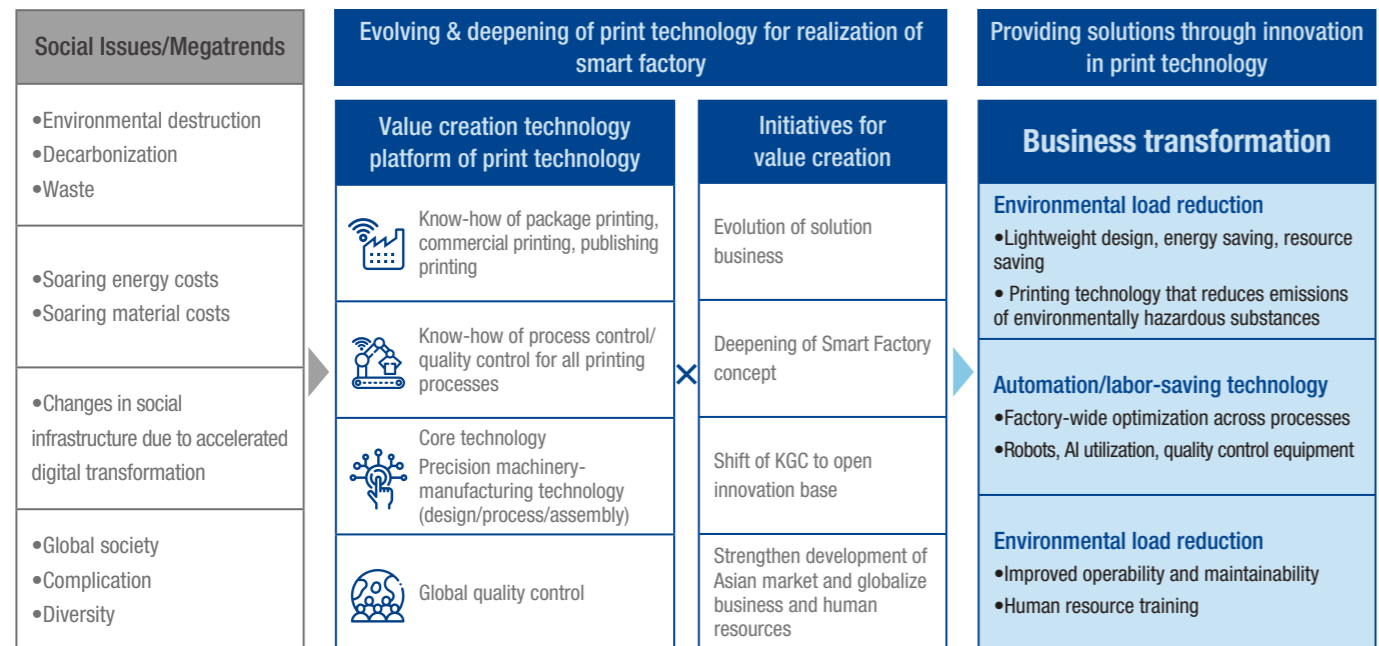 Social Issues/Megatrends
•Environmental destruction
•Decarbonization
•Waste
•Soaring energy costs
•Soaring material costs
•Changes in social
infrastructure due to accelerated
digital transformation
•Global society
•Complication
•Diversity
Evolving & deepening of print technology for realization of
smart factory
Value creation technology
platform of print technology
Know-how of package printing,
commercial printing, publishing
printing
Know-how of process control/
quality control for all printing
processes
Core technology
Precision machinery-
manufacturing technology
(design/process/assembly)
Global quality control
×
Initiatives for
value creation
Evolution of solution
business
Deepening of Smart Factory
concept
Shift of KGC to open
innovation base
Strengthen development of
Asian market and globalize
business and human
resources
Providing solutions through innovation
in print technology
Business transformation
Environmental load reduction
•Lightweight design, energy saving, resource
saving
• Printing technology that reduces emissions
of environmentally hazardous substances
Automation/labor-saving technology
•Factory-wide optimization across processes
•Robots, AI utilization, quality control equipment
Environmental load reduction
•Improved operability and maintainability
•Human resource training